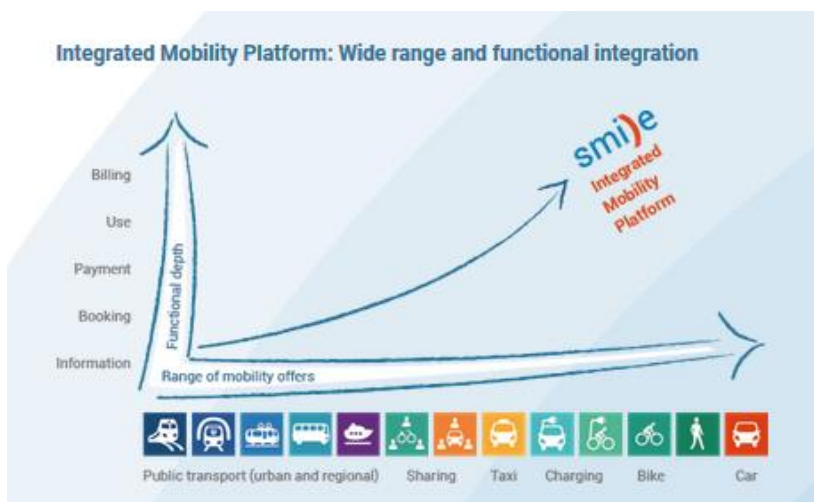 Integrated Mobility Platform: Wide range and functional integration
smile
Integrated
Mobility
Platform
Billing
Use
Payment
Booking
Information
Functional depth
Range of mobility offers
Public transport (urban and regional)
Sharing
Taxi
Charging
Bike
Car